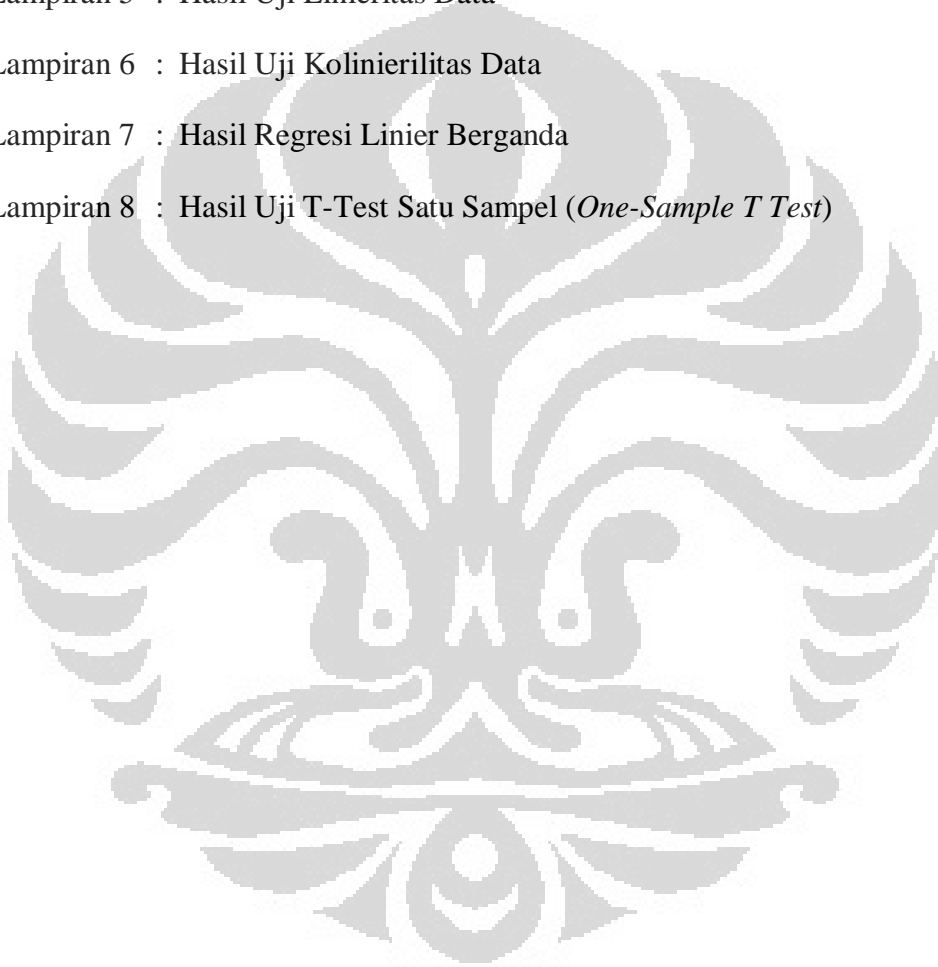 Lampiran 5 : Hasil Uji Linieritas Data
Lampiran 6 : Hasil Uji Kolinierilitas Data
Lampiran 7 : Hasil Regresi Linier Berganda
Lampiran 8 : Hasil Uji T-Test Satu Sampel (One-Sample T Test)